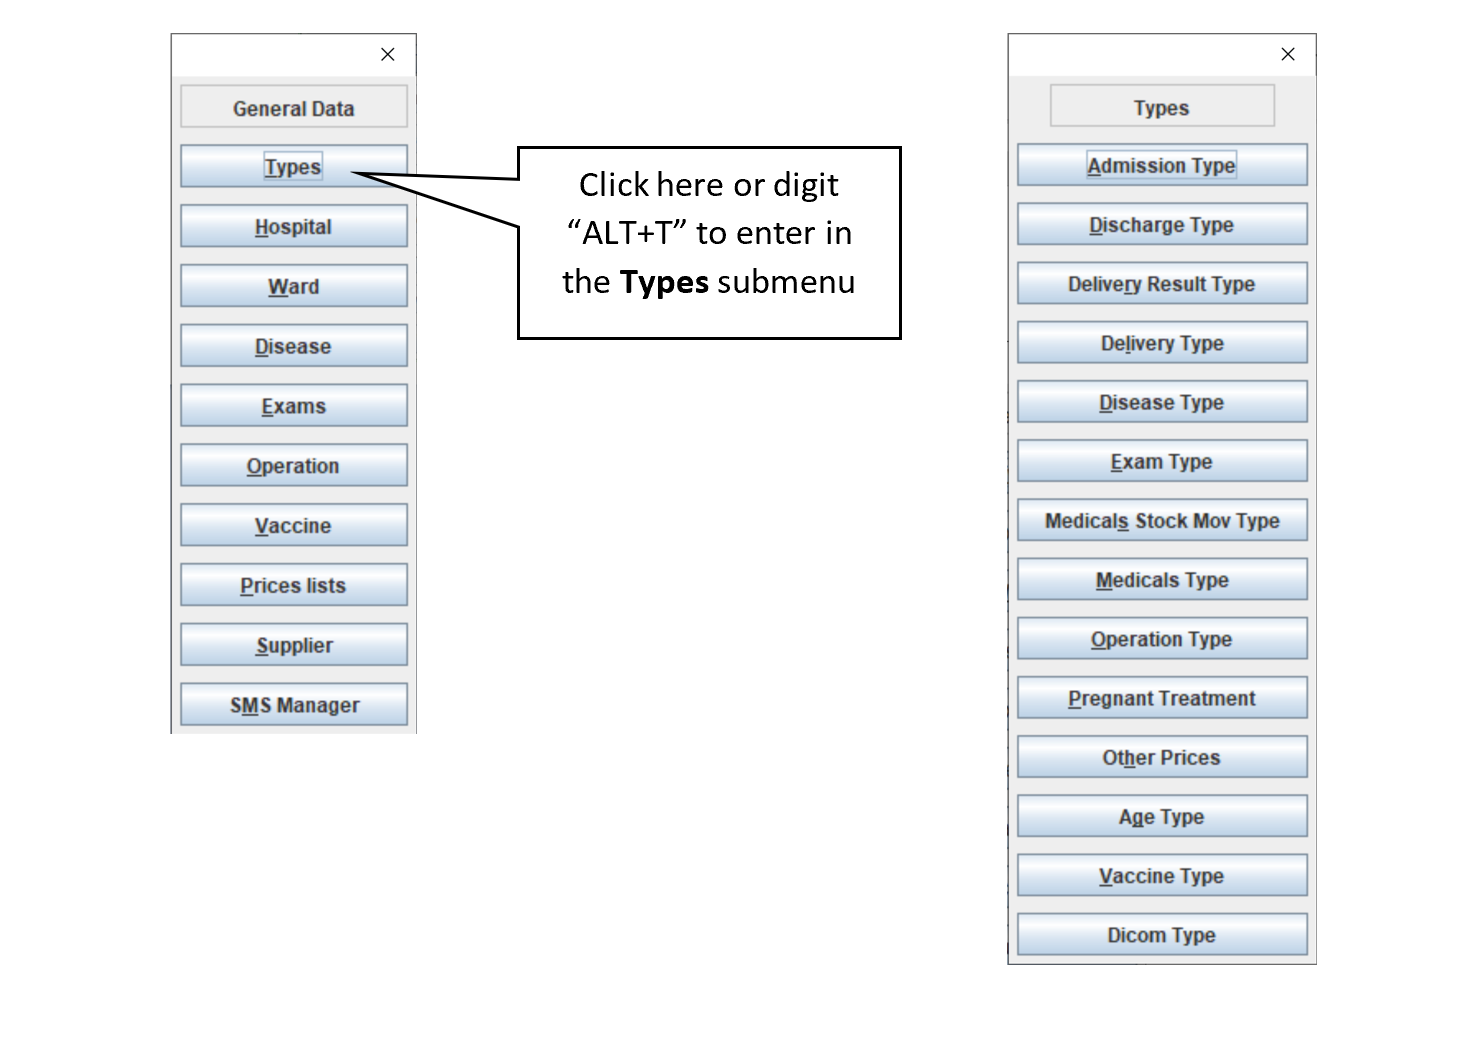 General Data
Types
Hospital
Ward
Disease
Exams
Operation
Vaccine
Prices lists
Supplier
SMS Manager
Click here or digit
“ALT+T” to enter in
the Types submenu
Types
Admission Type
Discharge Type
Delivery Result Type
Delivery Type
Disease Type
Exam Type
Medicals Stock Mov Type
Medicals Type
Operation Type
Pregnant Treatment
Other Prices
Age Type
Vaccine Type
Dicom Type